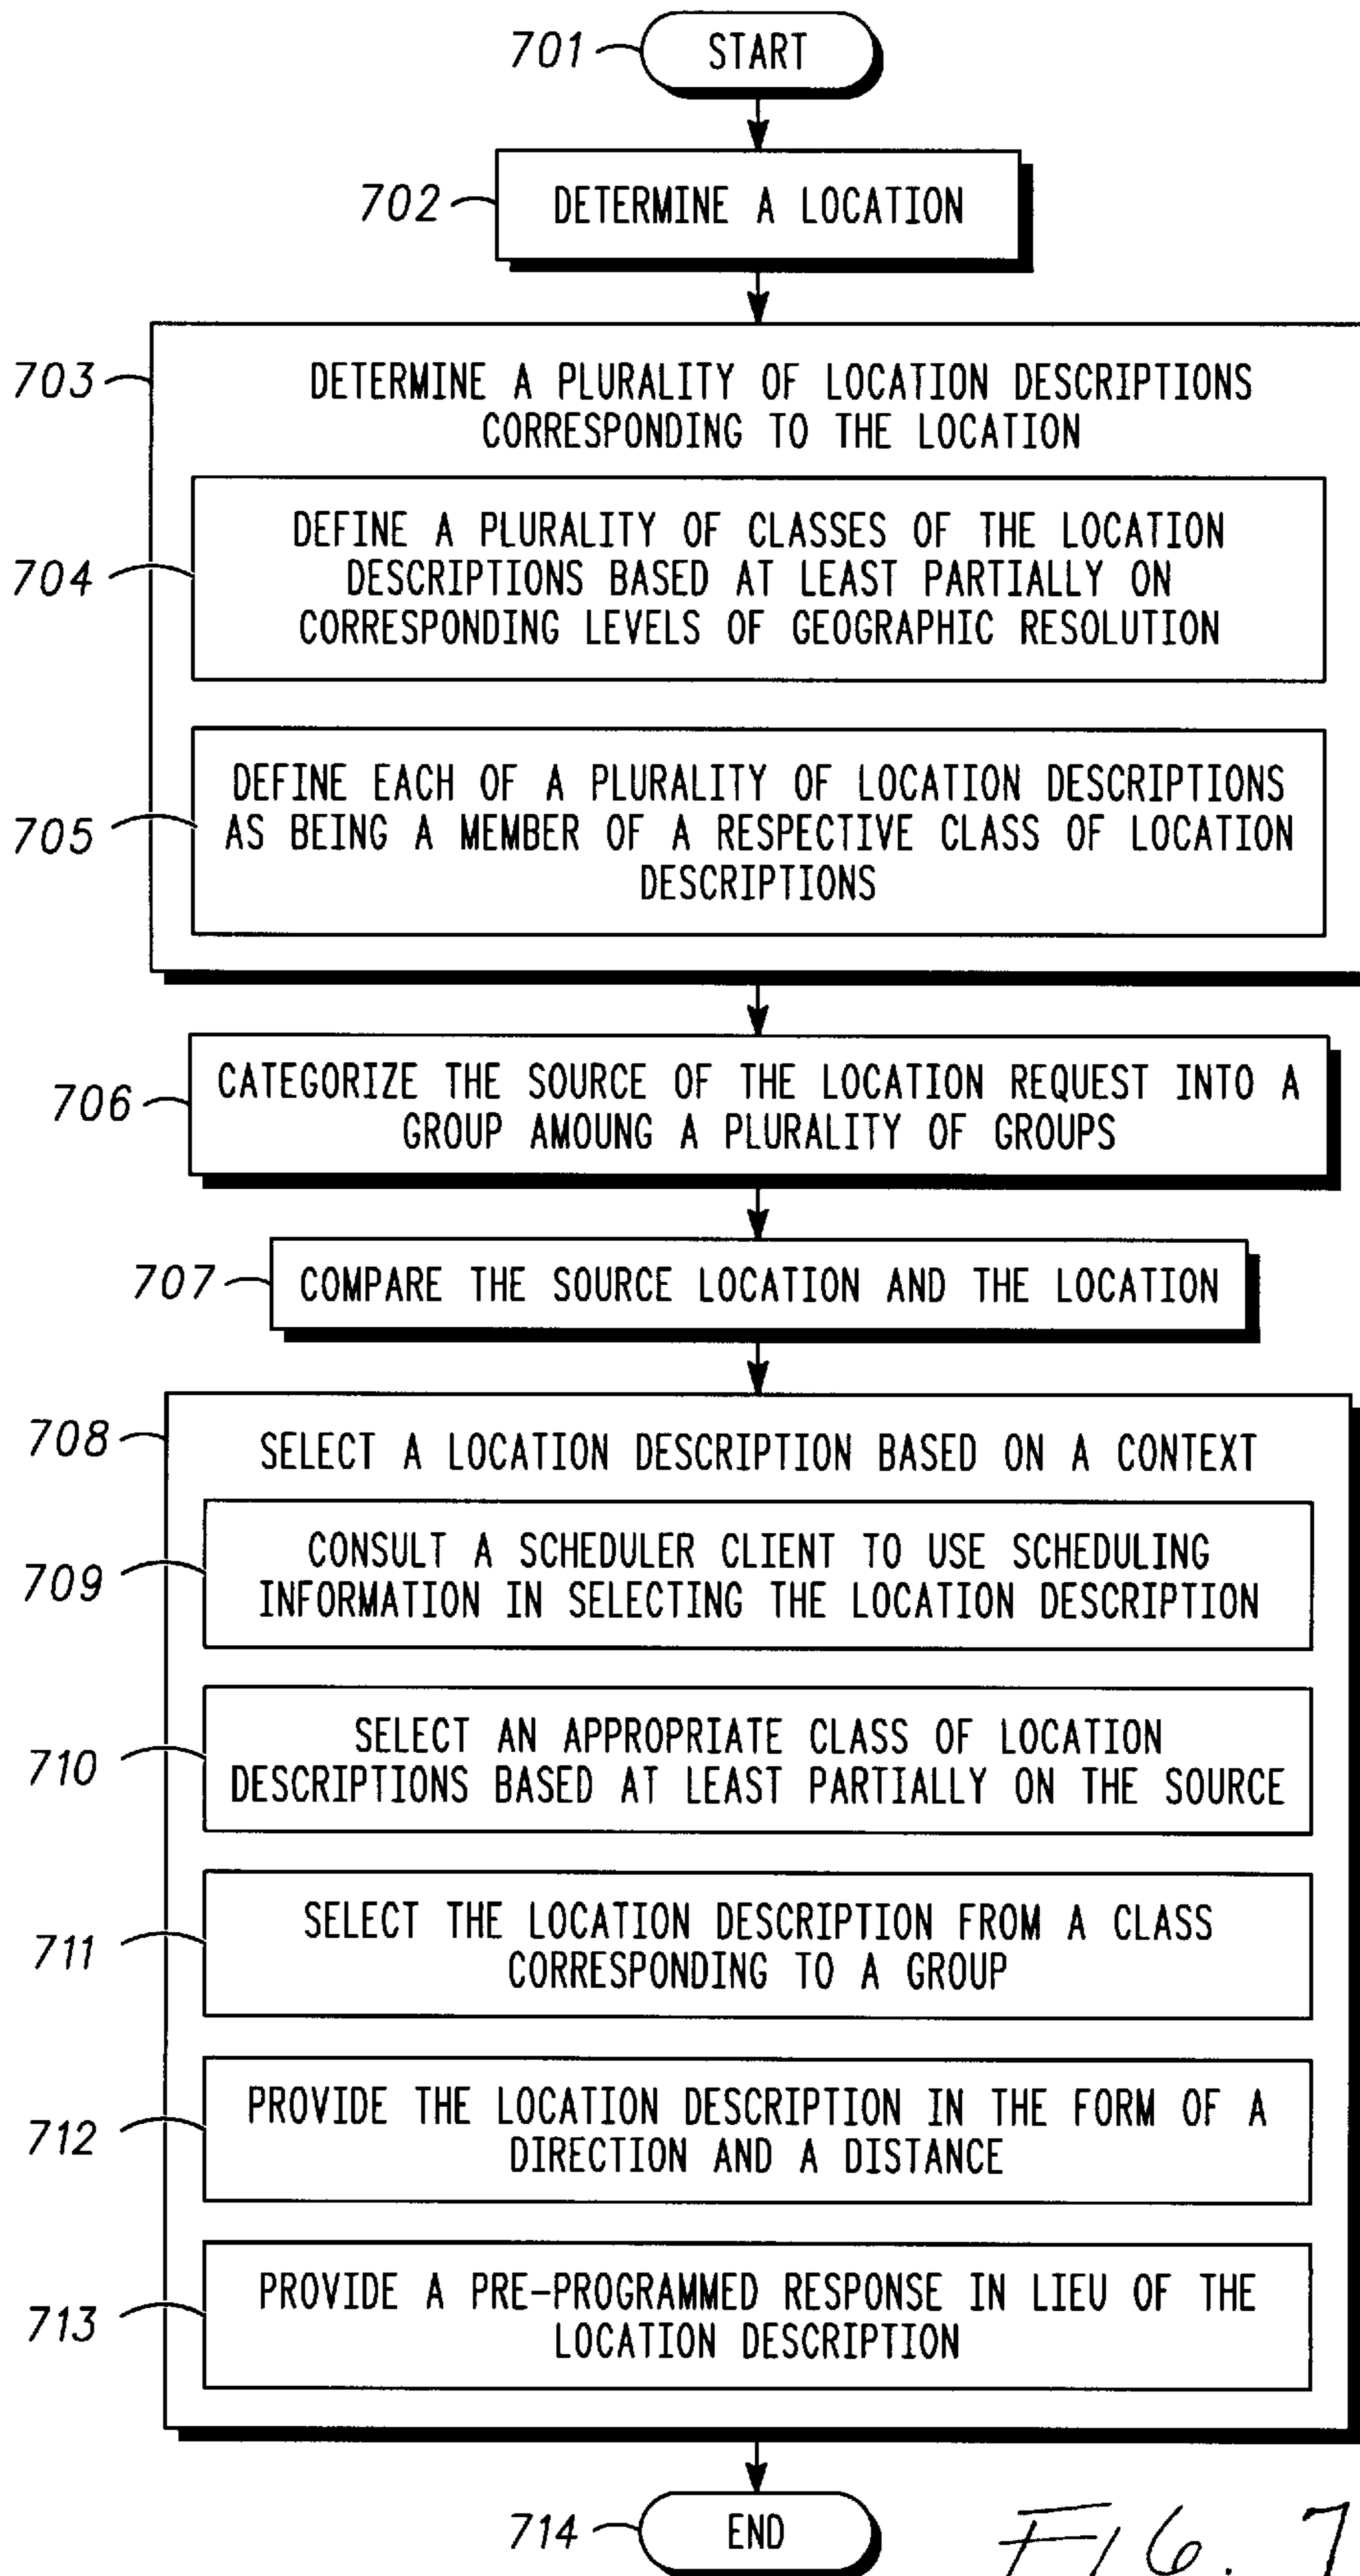 701
START
702
DETERMINE A LOCATION
703
DETERMINE A PLURALITY OF LOCATION DESCRIPTIONS
CORRESPONDING TO THE LOCATION
704
DEFINE A PLURALITY OF CLASSES OF THE LOCATION
DESCRIPTIONS BASED AT LEAST PARTIALLY ON
CORRESPONDING LEVELS OF GEOGRAPHIC RESOLUTION
705
DEFINE EACH OF A PLURALITY OF LOCATION DESCRIPTIONS
AS BEING A MEMBER OF A RESPECTIVE CLASS OF LOCATION
DESCRIPTIONS
706
CATEGORIZE THE SOURCE OF THE LOCATION REQUEST INTO A
GROUP AMOUNG A PLURALITY OF GROUPS
707
COMPARE THE SOURCE LOCATION AND THE LOCATION
708
SELECT A LOCATION DESCRIPTION BASED ON A CONTEXT
709
CONSULT A SCHEDULER CLIENT TO USE SCHEDULING
INFORMATION IN SELECTING THE LOCATION DESCRIPTION
710
SELECT AN APPROPRIATE CLASS OF LOCATION
DESCRIPTIONS BASED AT LEAST PARTIALLY ON THE SOURCE
711
SELECT THE LOCATION DESCRIPTION FROM A CLASS
CORRESPONDING TO A GROUP
712
PROVIDE THE LOCATION DESCRIPTION IN THE FORM OF A
DIRECTION AND A DISTANCE
713
PROVIDE A PRE-PROGRAMMED RESPONSE IN LIEU OF THE
LOCATION DESCRIPTION
714
END
FIG. 7